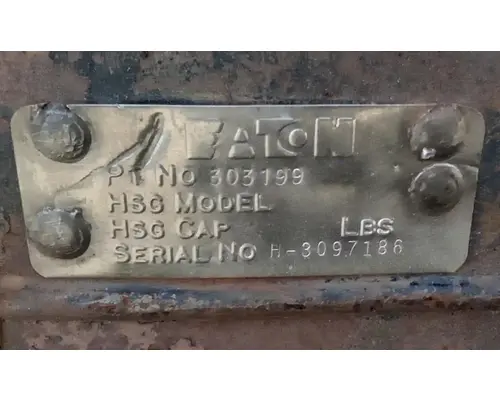 EATON
PT No 303199
HSG MODEL
HSG CAP LBS
SERIAL NO H-3097186